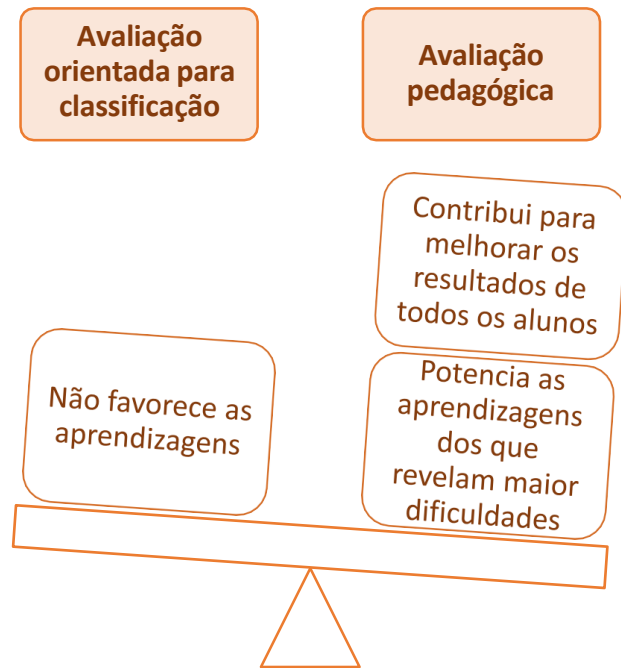 Avaliação
orientada para
classificação
Avaliação
pedagógica
Contribui para
melhorar os
resultados de
todos os alunos
Não favorece as
aprendizagens
Potencia as
aprendizagens
dos que
revelam maior
dificuldades